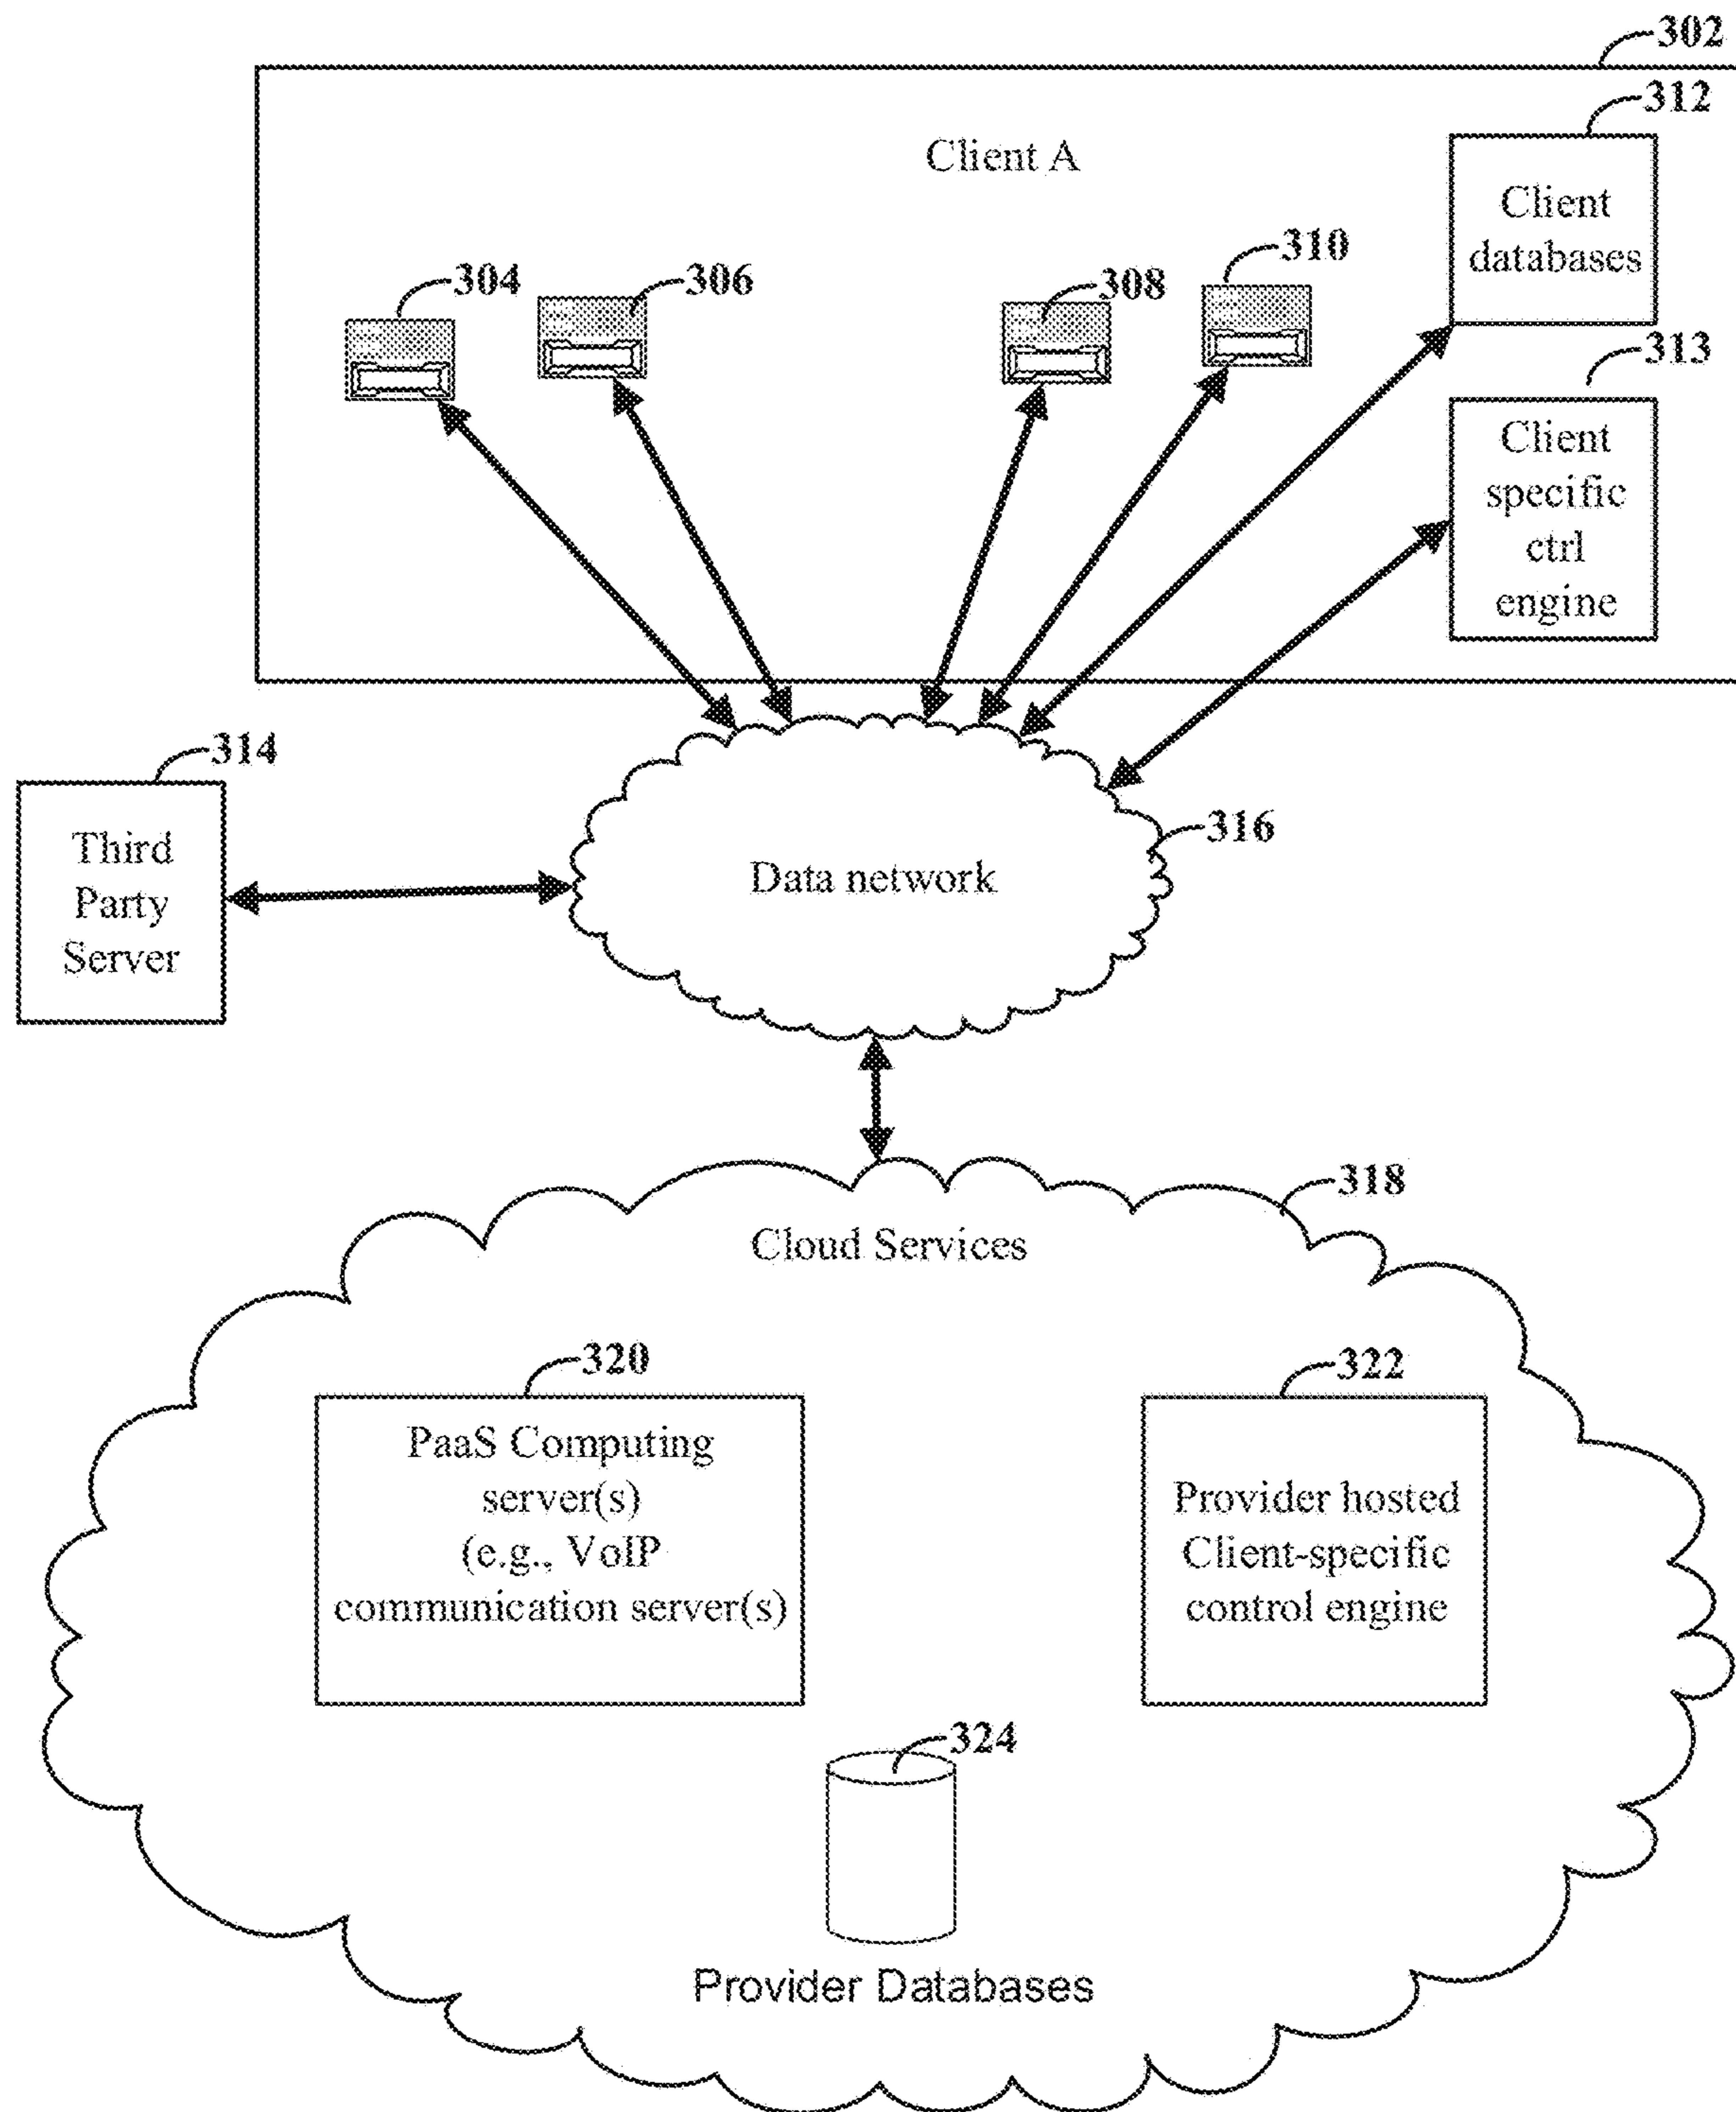 302
312
Client A
Client
databases
304
306
308
310
313
Client
specific
ctrl
engine
314
Third
Party
Server
316
Data network
318
Cloud Services
320
322
PaaS Computing
server(s)
(e.g., VoIP
communication server(s)
Provider hosted
Client-specific
control engine
324
Provider Databases